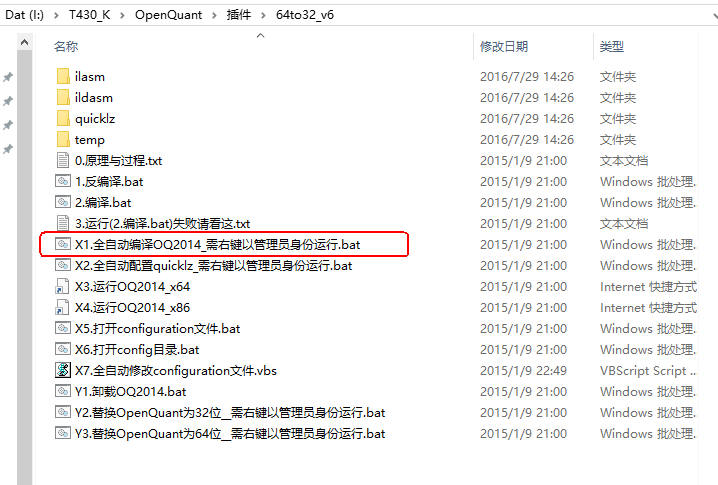 Dat (I:) > T430_K > OpenQuant > 插件 > 64to32_v6
名称 修改日期 类型
ilasm 2016/7/29 14:26 文件夹
ildasm 2016/7/29 14:26 文件夹
quicklz 2016/7/29 14:26 文件夹
temp 2016/7/29 14:26 文件夹
0.原理与过程.txt 2015/1/9 21:00 文本文档
1.反编译.bat 2015/1/9 21:00 Windows 批处理...
2.编译.bat 2015/1/9 21:00 Windows 批处理...
3.运行(2.编译.bat)失败请看这.txt 2015/1/9 21:00 文本文档
X1.全自动编译OQ2014_需右键以管理员身份运行.bat 2015/1/9 21:00 Windows 批处理...
X2.全自动配置quicklz_需右键以管理员身份运行.bat 2015/1/9 21:00 Windows 批处理...
X3.运行OQ2014_x64 2015/1/9 21:00 Internet 快捷方式
X4.运行OQ2014_x86 2015/1/9 21:00 Internet 快捷方式
X5.打开configuration文件.bat 2015/1/9 21:00 Windows 批处理...
X6.打开config目录.bat 2015/1/9 21:00 Windows 批处理...
X7.全自动修改configuration文件.vbs 2015/1/9 22:49 VBScript Script ...
Y1.卸载OQ2014.bat 2015/1/9 21:00 Windows 批处理...
Y2.替换OpenQuant为32位__需右键以管理员身份运行.bat 2015/1/9 21:00 Windows 批处理...
Y3.替换OpenQuant为64位__需右键以管理员身份运行.bat 2015/1/9 21:00 Windows 批处理...